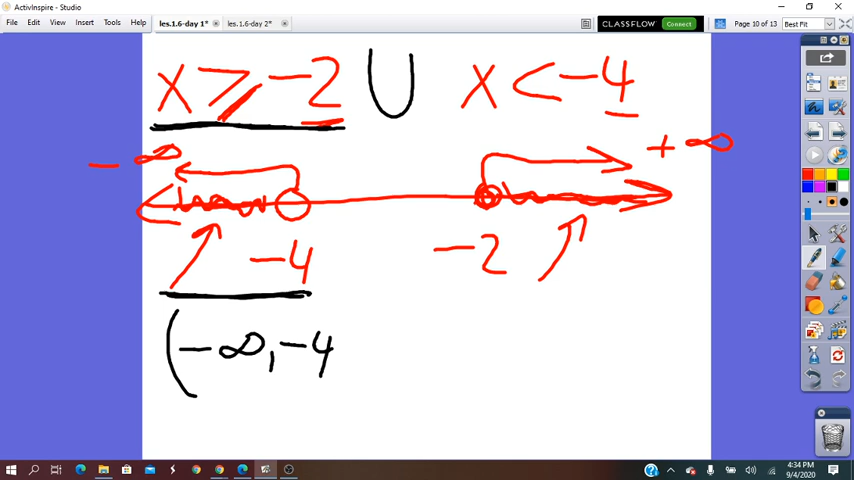 ActivInspire - Studio
File Edit View Insert Tools Help
les.1.6-day 1* les.1.6-day 2*
CLASSFLOW Connect
Page 10 of 13 Best Fit
x ≥ -2 U x < -4
- ∞ + ∞
-4 -2
(-∞, -4
4:34 PM
9/4/2020